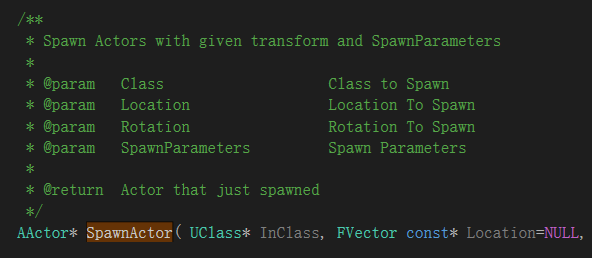 /**
* Spawn Actors with given transform and SpawnParameters
*
* @param Class Class to Spawn
* @param Location Location To Spawn
* @param Rotation Rotation To Spawn
* @param SpawnParameters Spawn Parameters
*
* @return Actor that just spawned
*/
AActor* SpawnActor( UClass* InClass, FVector const* Location=NULL,